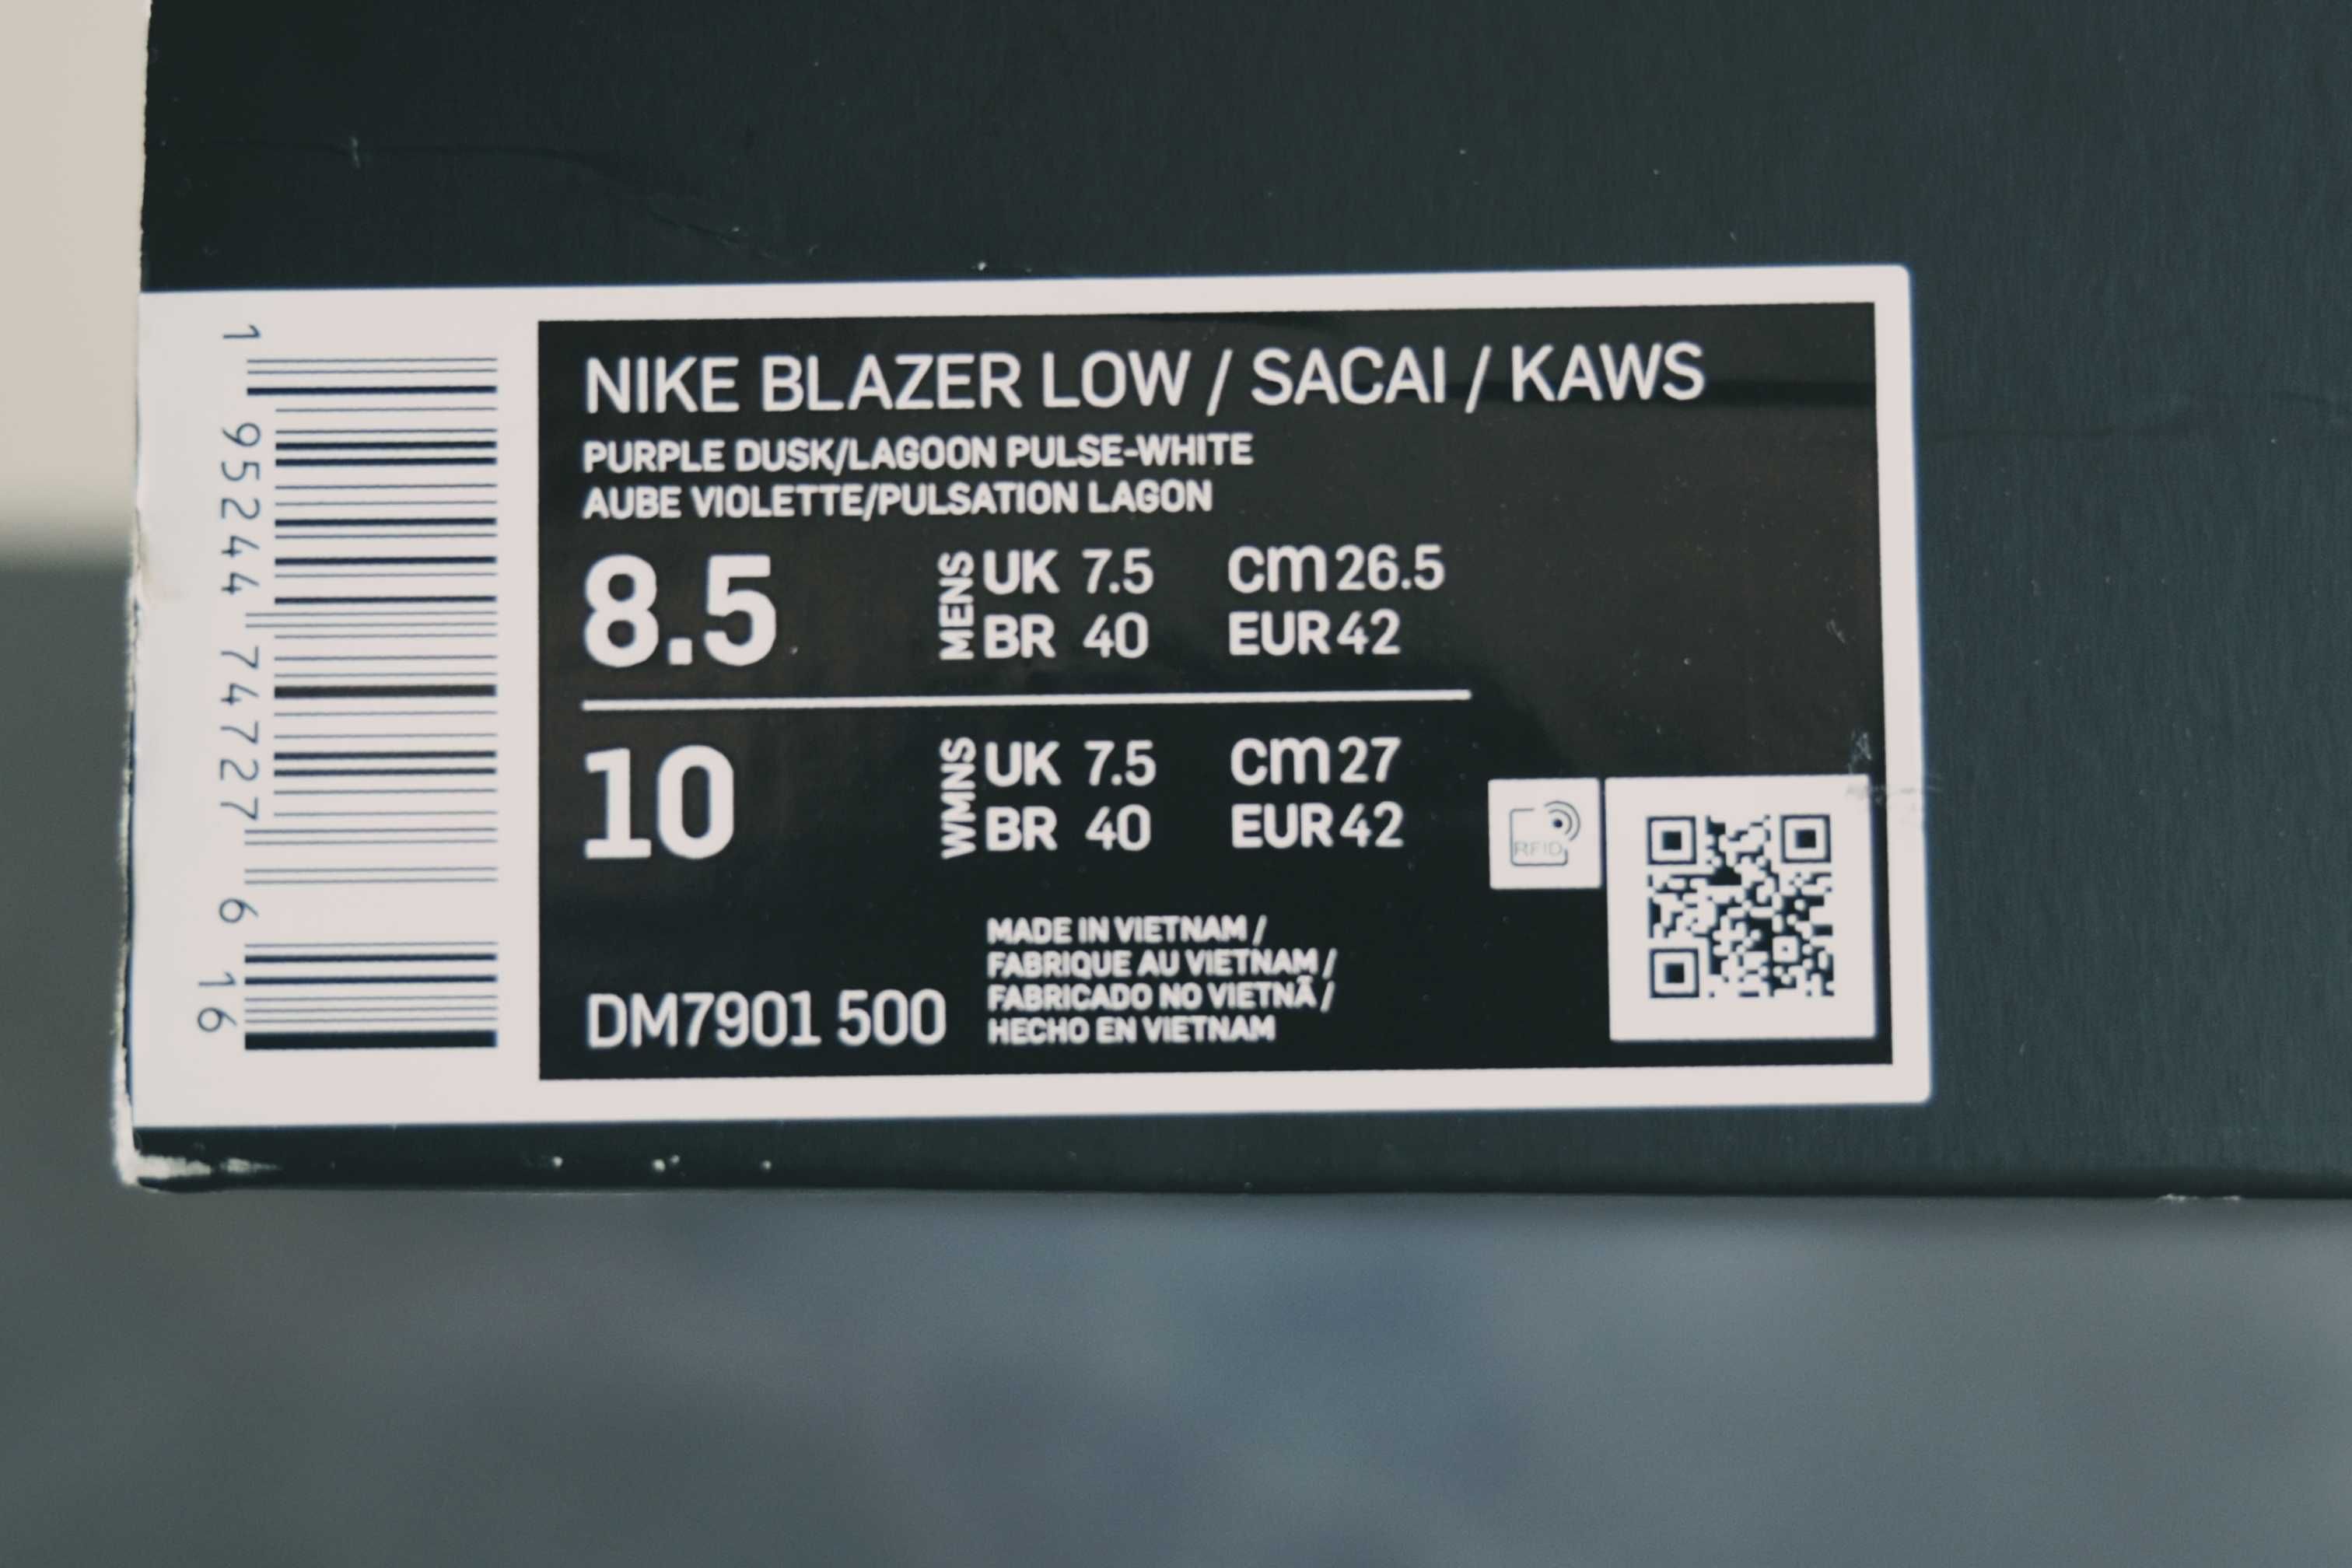 1 95244 74727 6 16
NIKE BLAZER LOW / SACAI / KAWS
PURPLE DUSK/LAGOON PULSE-WHITE
AUBE VIOLETTE/PULSATION LAGON
8.5 MENS UK 7.5 cm 26.5
BR 40 EUR 42
10 WMNS UK 7.5 cm 27
BR 40 EUR 42
RFID
MADE IN VIETNAM /
FABRIQUE AU VIETNAM /
FABRICADO NO VIETNÃ /
HECHO EN VIETNAM
DM7901 500